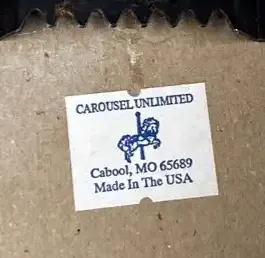 CAROUSEL UNLIMITED
Cabool, MO 65689
Made In The USA